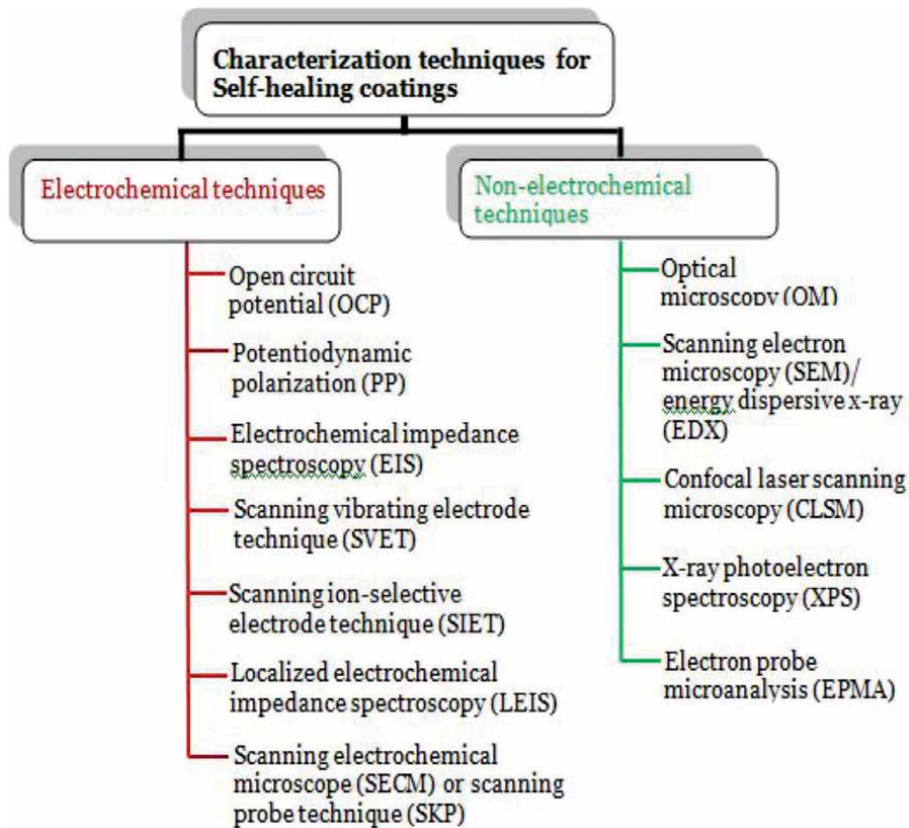 Characterization techniques for
Self-healing coatings
Electrochemical techniques
Open circuit
potential (OCP)
Potentiodynamic
polarization (PP)
Electrochemical impedance
spectroscopy (EIS)
Scanning vibrating electrode
technique (SVET)
Scanning ion-selective
electrode technique (SIET)
Localized electrochemical
impedance spectroscopy (LEIS)
Scanning electrochemical
microscope (SECM) or scanning
probe technique (SKP)
Non-electrochemical
techniques
Optical
microscopy (OM)
Scanning electron
microscopy (SEM)/
energy dispersive x-ray
(EDX)
Confocal laser scanning
microscopy (CLSM)
X-ray photoelectron
spectroscopy (XPS)
Electron probe
microanalysis (EPMA)